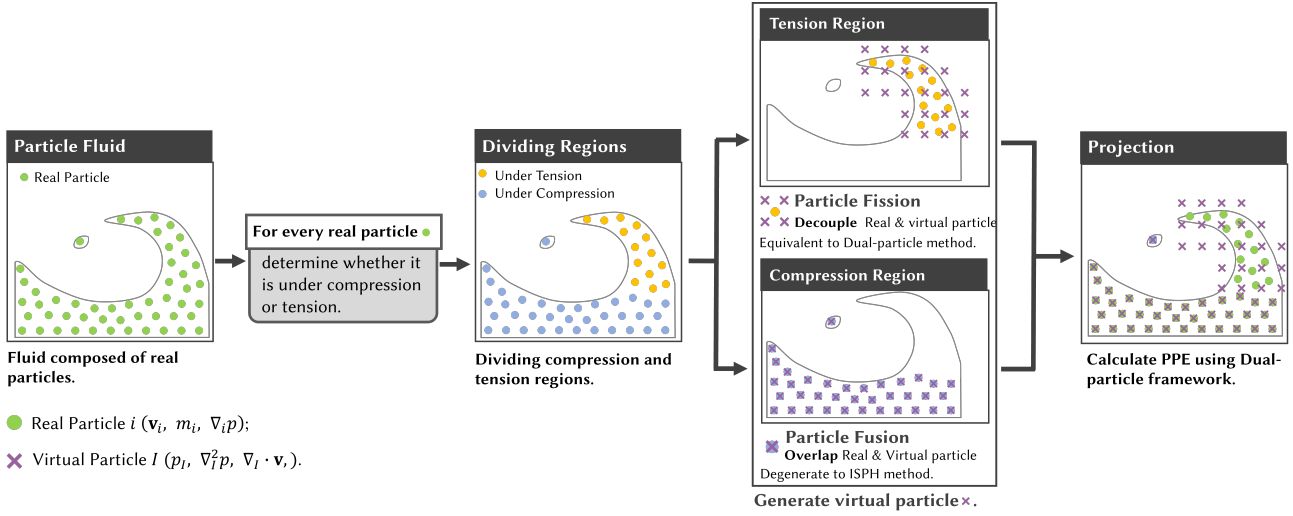 Particle Fluid
Real Particle
Fluid composed of real
particles.
For every real particle
determine whether it
is under compression
or tension.
Dividing Regions
Under Tension
Under Compression
Dividing compression and
tension regions.
Tension Region
Particle Fission
Decouple Real & virtual particle
Equivalent to Dual-particle method.
Compression Region
Particle Fusion
Overlap Real & Virtual particle
Degenerate to ISPH method.
Generate virtual particle ×.
Projection
Calculate PPE using Dual-
particle framework.
Real Particle i (vᵢ, mᵢ, ∇ᵢp);
Virtual Particle I (p_I, ∇²_I p, ∇_I · v,).